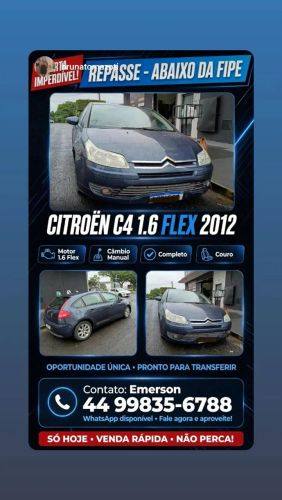 IMPERDÍVEL!
REPASSE - ABAIXO DA FIPE
CITROËN C4 1.6 FLEX 2012
Motor
1.6 Flex
Câmbio
Manual
Completo
Couro
OPORTUNIDADE ÚNICA • PRONTO PARA TRANSFERIR
Contato: Emerson
44 99835-6788
WhatsApp disponível • Fale agora e aproveite!
SÓ HOJE • VENDA RÁPIDA • NÃO PERCA!